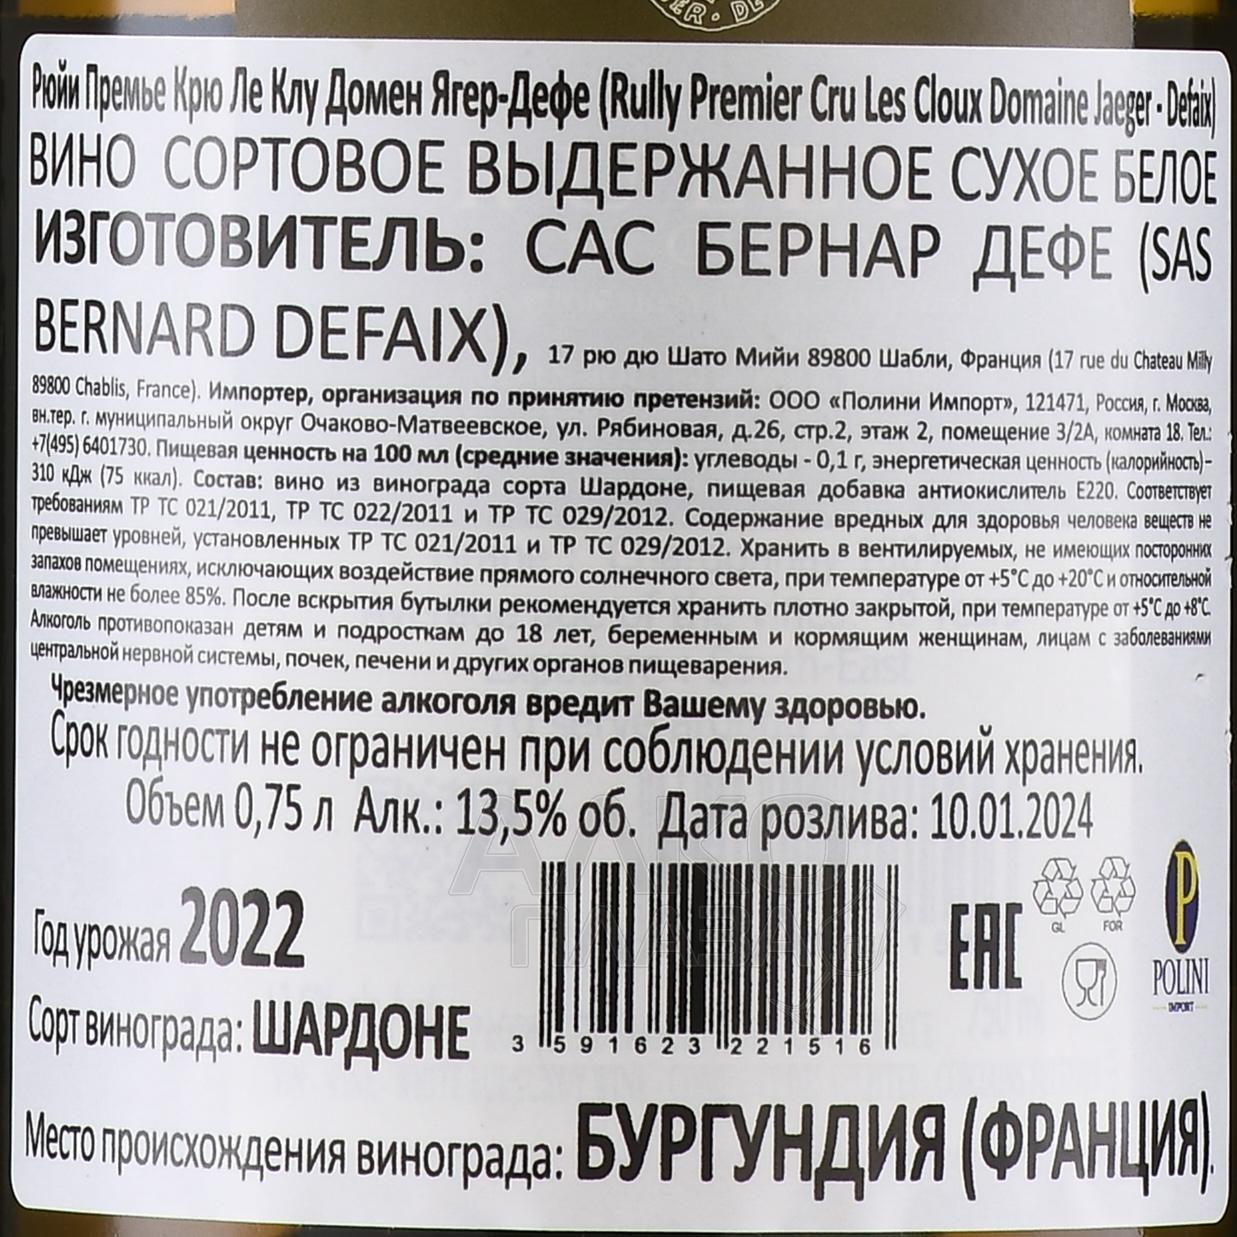 ER · DE
Рюйи Премье Крю Ле Клу Домен Ягер-Дефе (Rully Premier Cru Les Cloux Domaine Jaeger - Defaix)
ВИНО СОРТОВОЕ ВЫДЕРЖАННОЕ СУХОЕ БЕЛОЕ
ИЗГОТОВИТЕЛЬ: САС БЕРНАР ДЕФЕ (SAS
BERNARD DEFAIX), 17 рю дю Шато Мийи 89800 Шабли, Франция (17 rue du Chateau Milly
89800 Chablis, France). Импортер, организация по принятию претензий: ООО «Полини Импорт», 121471, Россия, г. Москва,
вн.тер. г. муниципальный округ Очаково-Матвеевское, ул. Рябиновая, д.26, стр.2, этаж 2, помещение 3/2А, комната 18. Тел.:
+7(495) 6401730. Пищевая ценность на 100 мл (средние значения): углеводы - 0,1 г, энергетическая ценность (калорийность)-
310 кДж (75 ккал). Состав: вино из винограда сорта Шардоне, пищевая добавка антиокислитель Е220. Соответствует
требованиям ТР ТС 021/2011, ТР ТС 022/2011 и ТР ТС 029/2012. Содержание вредных для здоровья человека веществ не
превышает уровней, установленных ТР ТС 021/2011 и ТР ТС 029/2012. Хранить в вентилируемых, не имеющих посторонних
запахов помещениях, исключающих воздействие прямого солнечного света, при температуре от +5°С до +20°С и относительной
влажности не более 85%. После вскрытия бутылки рекомендуется хранить плотно закрытой, при температуре от +5°С до +8°С.
Алкоголь противопоказан детям и подросткам до 18 лет, беременным и кормящим женщинам, лицам с заболеваниями
центральной нервной системы, почек, печени и других органов пищеварения.
Чрезмерное употребление алкоголя вредит Вашему здоровью.
Срок годности не ограничен при соблюдении условий хранения.
Объем 0,75 л Алк.: 13,5% об. Дата розлива: 10.01.2024
АЛКО
ПЛАЗА
Год урожая 2022
EAC
GL FOR
POLINI
IMPORT
Сорт винограда: ШАРДОНЕ
3 591623 221516
Место происхождения винограда: БУРГУНДИЯ (ФРАНЦИЯ).